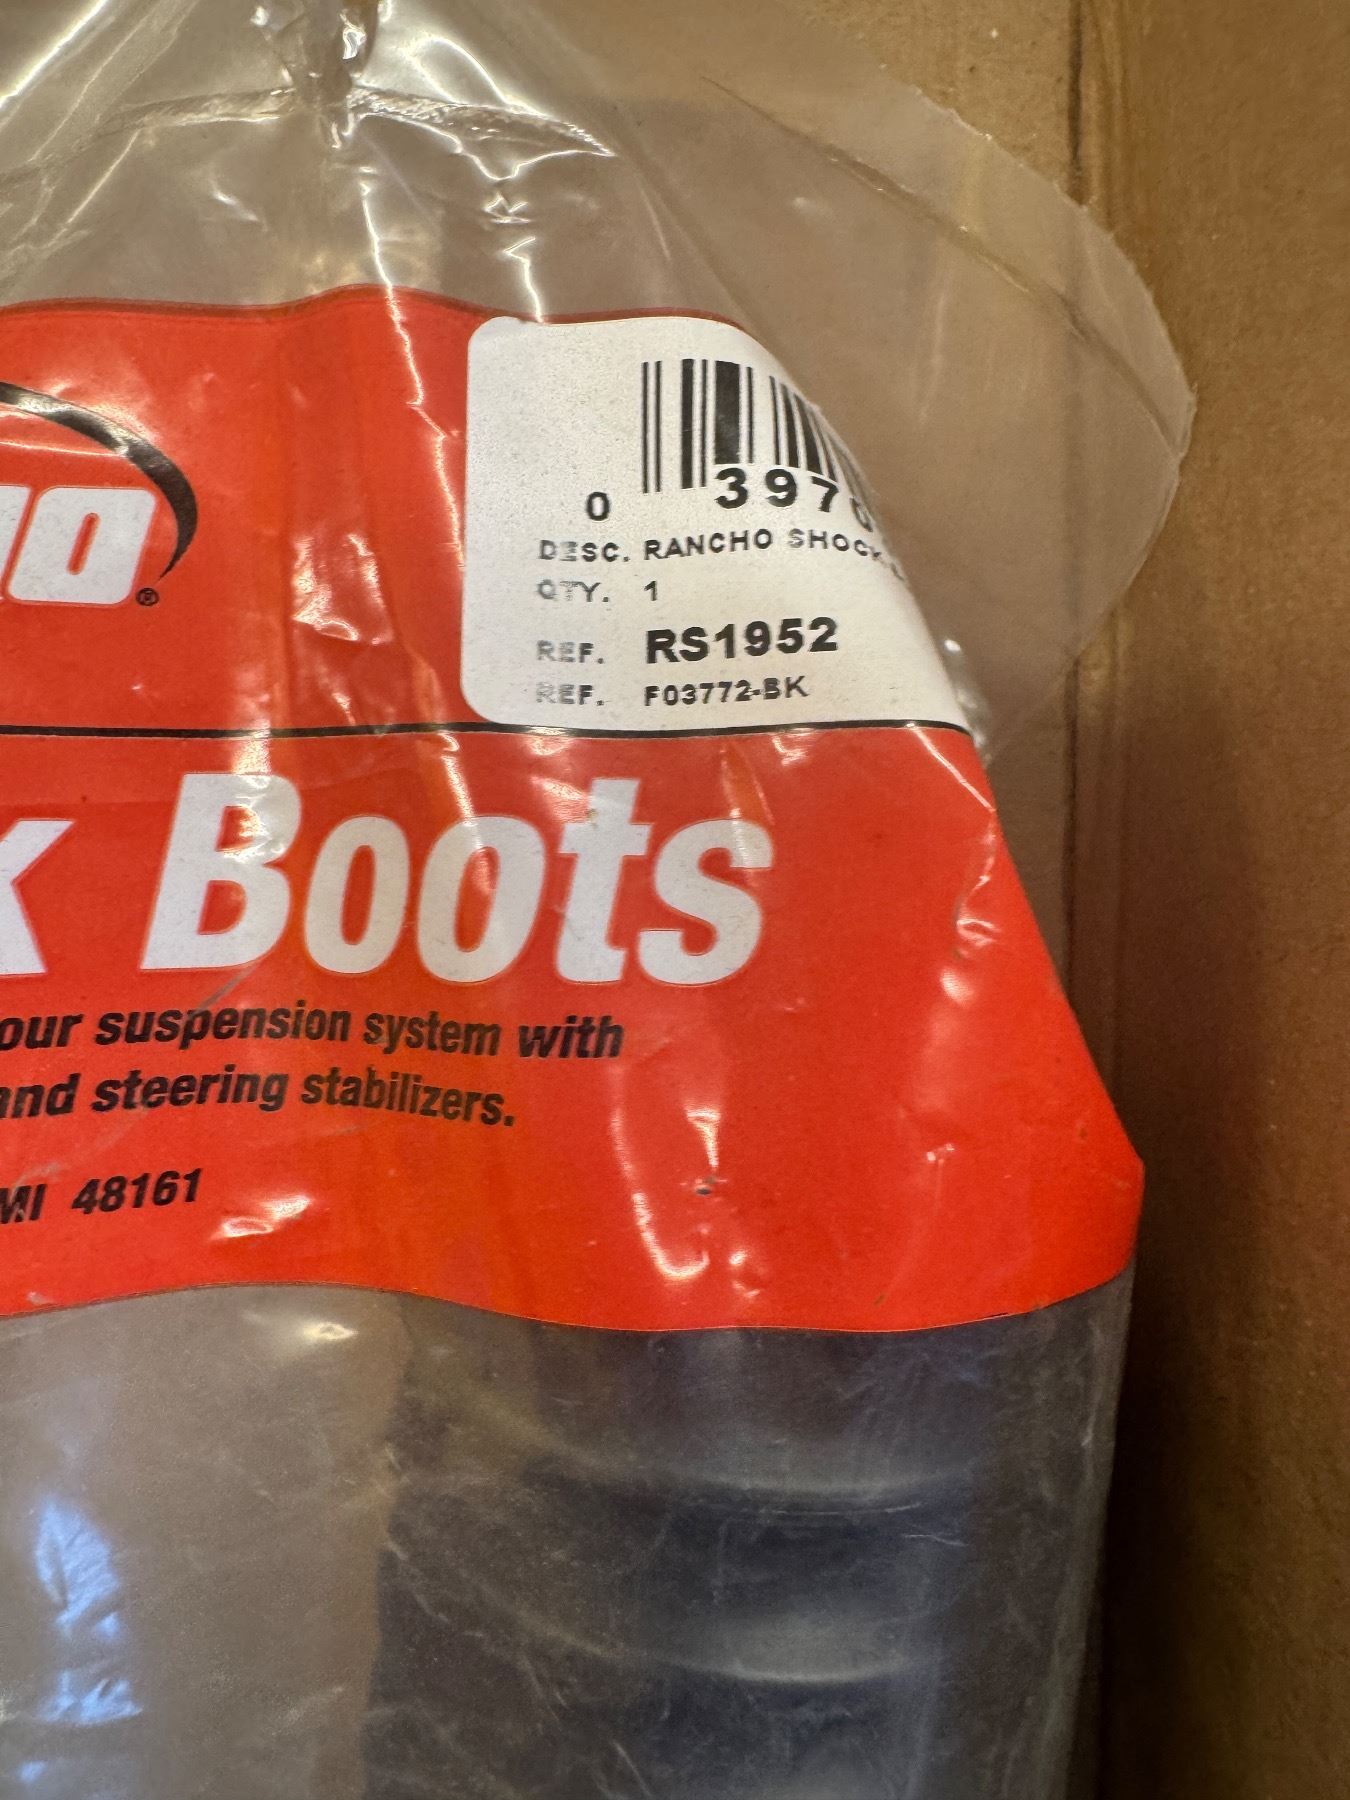 0 397
DESC. RANCHO SHOCK
QTY. 1
REF. RS1952
REF. F03772-BK
HO®
k Boots
our suspension system with
and steering stabilizers.
MI 48161